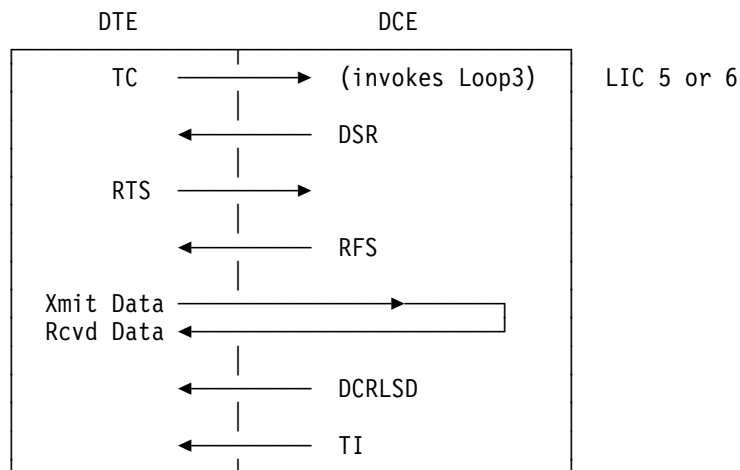 DTE DCE
TC (invokes Loop3) LIC 5 or 6
DSR
RTS
RFS
Xmit Data
Rcvd Data
DCRLSD
TI